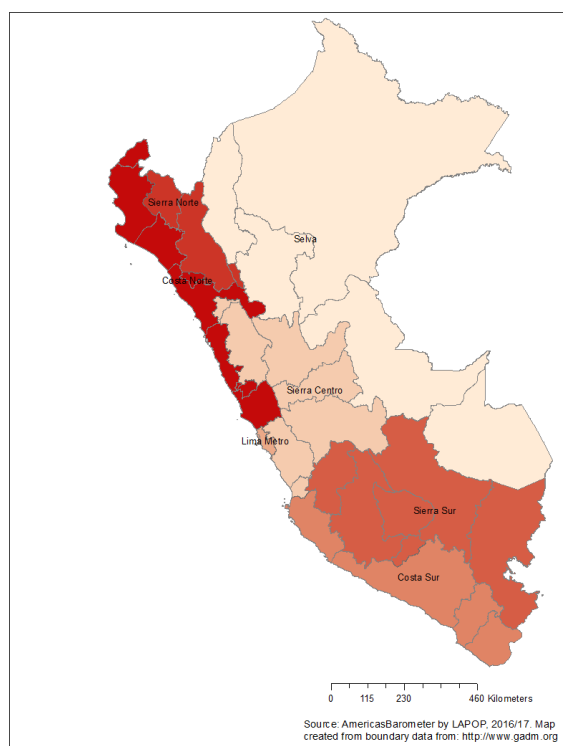 Sierra Norte
Selva
Costa Norte
Sierra Centro
Lima Metro
Sierra Sur
Costa Sur
0 115 230 460 Kilometers
Source: AmericasBarometer by LAPOP, 2016/17. Map
created from boundary data from: http://www.gadm.org